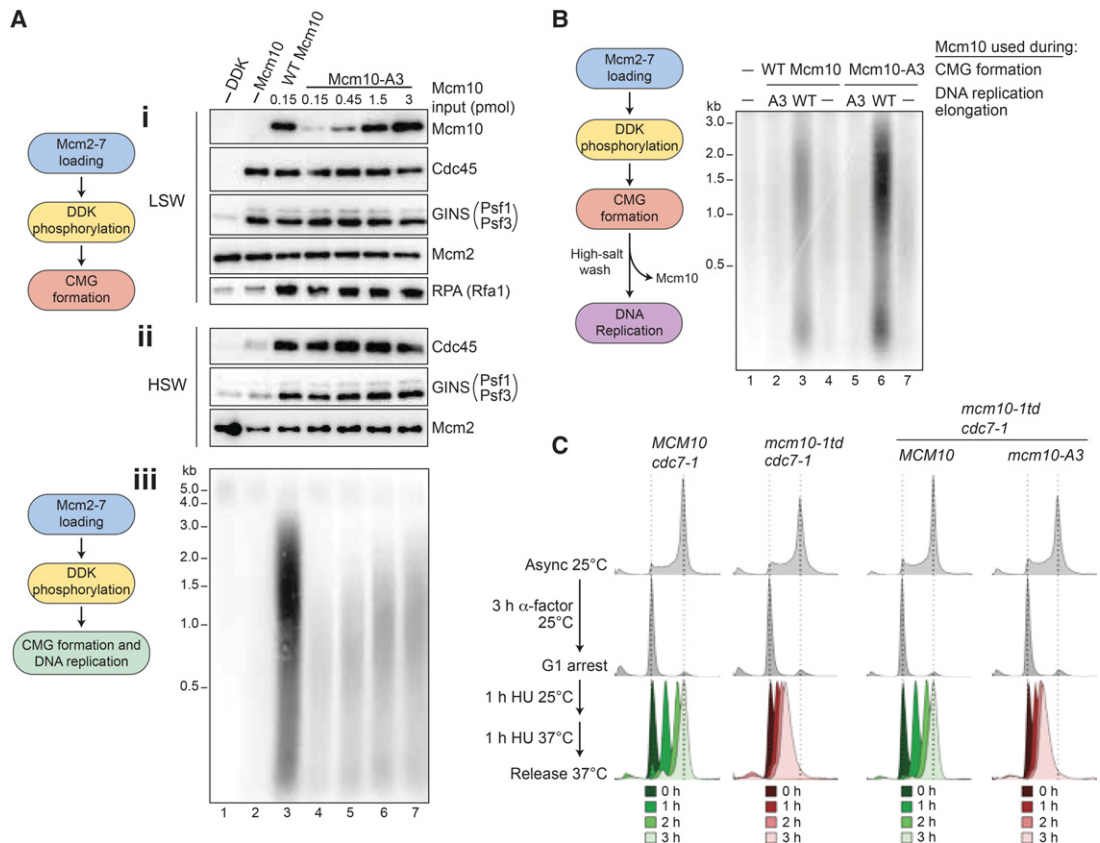 A
– DDK
– Mcm10
WT Mcm10
Mcm10-A3
0.15 0.15 0.45 1.5 3
Mcm10
input (pmol)
i
LSW
Mcm2-7
loading
DDK
phosphorylation
CMG
formation
Mcm10
Cdc45
GINS (Psf1
Psf3)
Mcm2
RPA (Rfa1)
ii
HSW
Cdc45
GINS (Psf1
Psf3)
Mcm2
iii
Mcm2-7
loading
DDK
phosphorylation
CMG formation and
DNA replication
kb
5.0
4.0
3.0
2.0
1.5
1.0
0.5
1 2 3 4 5 6 7
B
Mcm2-7
loading
DDK
phosphorylation
CMG
formation
High-salt
wash
Mcm10
DNA
Replication
Mcm10 used during:
– WT Mcm10 Mcm10-A3 CMG formation
– A3 WT – A3 WT – DNA replication
elongation
kb
3.0
2.0
1.5
1.0
0.5
1 2 3 4 5 6 7
C
MCM10
cdc7-1
mcm10-1td
cdc7-1
mcm10-1td
cdc7-1
MCM10
mcm10-A3
Async 25°C
3 h α-factor
25°C
G1 arrest
1 h HU 25°C
1 h HU 37°C
Release 37°C
0 h
1 h
2 h
3 h
0 h
1 h
2 h
3 h
0 h
1 h
2 h
3 h
0 h
1 h
2 h
3 h